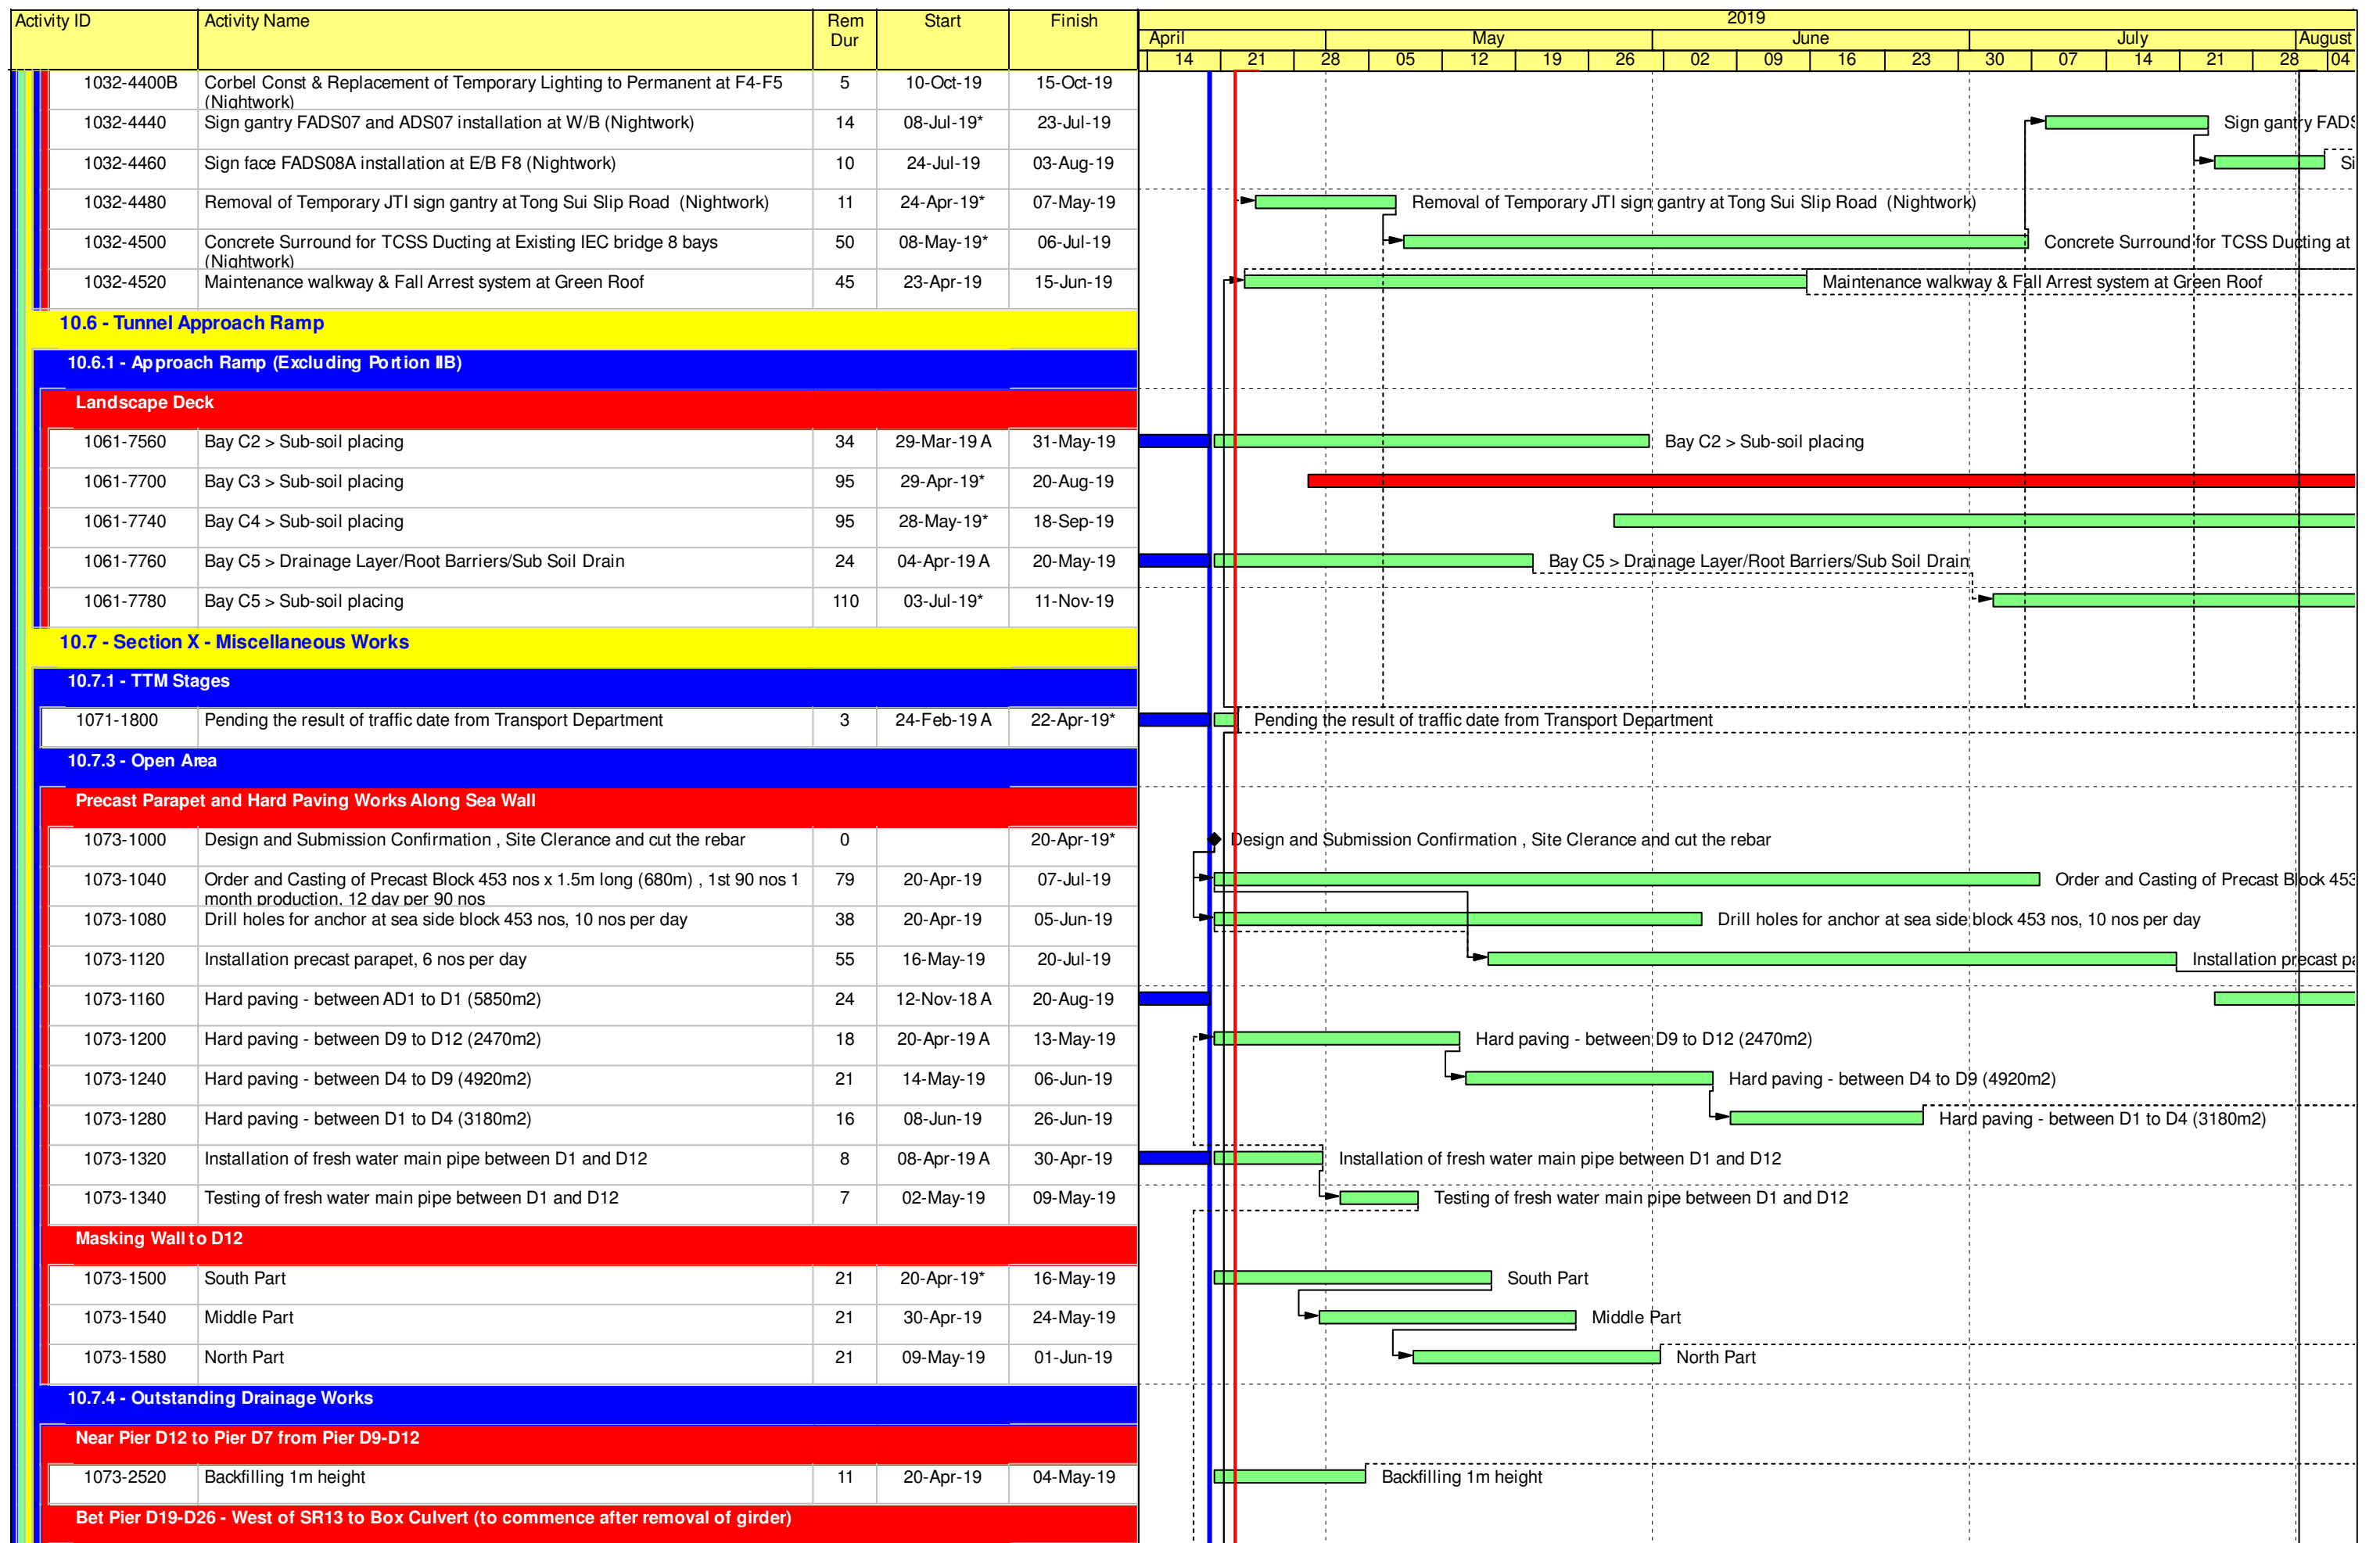 Activity ID Activity Name Rem Dur Start Finish 2019
April May June July August
14 21 28 05 12 19 26 02 09 16 23 30 07 14 21 28 04
1032-4400B Corbel Const & Replacement of Temporary Lighting to Permanent at F4-F5 (Nightwork) 5 10-Oct-19 15-Oct-19
1032-4440 Sign gantry FADS07 and ADS07 installation at W/B (Nightwork) 14 08-Jul-19* 23-Jul-19 Sign gantry FADS
1032-4460 Sign face FADS08A installation at E/B F8 (Nightwork) 10 24-Jul-19 03-Aug-19 Si
1032-4480 Removal of Temporary JTI sign gantry at Tong Sui Slip Road (Nightwork) 11 24-Apr-19* 07-May-19 Removal of Temporary JTI sign gantry at Tong Sui Slip Road (Nightwork)
1032-4500 Concrete Surround for TCSS Ducting at Existing IEC bridge 8 bays (Nightwork) 50 08-May-19* 06-Jul-19 Concrete Surround for TCSS Ducting at
1032-4520 Maintenance walkway & Fall Arrest system at Green Roof 45 23-Apr-19 15-Jun-19 Maintenance walkway & Fall Arrest system at Green Roof
10.6 - Tunnel Approach Ramp
10.6.1 - Approach Ramp (Excluding Portion IIB)
Landscape Deck
1061-7560 Bay C2 > Sub-soil placing 34 29-Mar-19 A 31-May-19 Bay C2 > Sub-soil placing
1061-7700 Bay C3 > Sub-soil placing 95 29-Apr-19* 20-Aug-19
1061-7740 Bay C4 > Sub-soil placing 95 28-May-19* 18-Sep-19
1061-7760 Bay C5 > Drainage Layer/Root Barriers/Sub Soil Drain 24 04-Apr-19 A 20-May-19 Bay C5 > Drainage Layer/Root Barriers/Sub Soil Drain
1061-7780 Bay C5 > Sub-soil placing 110 03-Jul-19* 11-Nov-19
10.7 - Section X - Miscellaneous Works
10.7.1 - TTM Stages
1071-1800 Pending the result of traffic date from Transport Department 3 24-Feb-19 A 22-Apr-19* Pending the result of traffic date from Transport Department
10.7.3 - Open Area
Precast Parapet and Hard Paving Works Along Sea Wall
1073-1000 Design and Submission Confirmation , Site Clerance and cut the rebar 0 20-Apr-19* Design and Submission Confirmation , Site Clerance and cut the rebar
1073-1040 Order and Casting of Precast Block 453 nos x 1.5m long (680m) , 1st 90 nos 1 month production, 12 day per 90 nos 79 20-Apr-19 07-Jul-19 Order and Casting of Precast Block 453
1073-1080 Drill holes for anchor at sea side block 453 nos, 10 nos per day 38 20-Apr-19 05-Jun-19 Drill holes for anchor at sea side block 453 nos, 10 nos per day
1073-1120 Installation precast parapet, 6 nos per day 55 16-May-19 20-Jul-19 Installation precast pa
1073-1160 Hard paving - between AD1 to D1 (5850m2) 24 12-Nov-18 A 20-Aug-19
1073-1200 Hard paving - between D9 to D12 (2470m2) 18 20-Apr-19 A 13-May-19 Hard paving - between D9 to D12 (2470m2)
1073-1240 Hard paving - between D4 to D9 (4920m2) 21 14-May-19 06-Jun-19 Hard paving - between D4 to D9 (4920m2)
1073-1280 Hard paving - between D1 to D4 (3180m2) 16 08-Jun-19 26-Jun-19 Hard paving - between D1 to D4 (3180m2)
1073-1320 Installation of fresh water main pipe between D1 and D12 8 08-Apr-19 A 30-Apr-19 Installation of fresh water main pipe between D1 and D12
1073-1340 Testing of fresh water main pipe between D1 and D12 7 02-May-19 09-May-19 Testing of fresh water main pipe between D1 and D12
Masking Wall to D12
1073-1500 South Part 21 20-Apr-19* 16-May-19 South Part
1073-1540 Middle Part 21 30-Apr-19 24-May-19 Middle Part
1073-1580 North Part 21 09-May-19 01-Jun-19 North Part
10.7.4 - Outstanding Drainage Works
Near Pier D12 to Pier D7 from Pier D9-D12
1073-2520 Backfilling 1m height 11 20-Apr-19 04-May-19 Backfilling 1m height
Bet Pier D19-D26 - West of SR13 to Box Culvert (to commence after removal of girder)